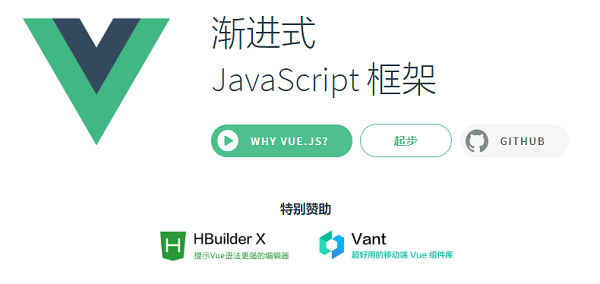 渐进式
JavaScript 框架
WHY VUE.JS?
起步
GITHUB
特别赞助
H
HBuilder X
提示Vue语法更强的编辑器
Vant
超好用的移动端 Vue 组件库